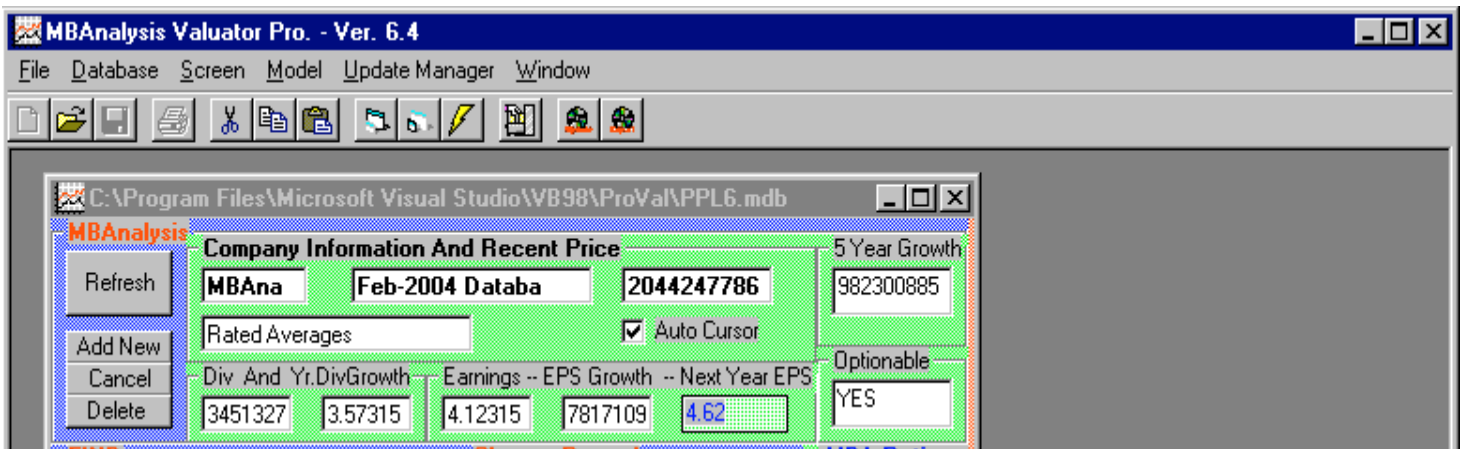 MBAnalysis Valuator Pro. - Ver. 6.4
File Database Screen Model Update Manager Window
C:\Program Files\Microsoft Visual Studio\VB98\ProVal\PPL6.mdb
MBAnalysis
Company Information And Recent Price
5 Year Growth
Refresh
MBAna
Feb-2004 Databa
2044247786
982300885
Rated Averages
Auto Cursor
Add New
Cancel
Delete
Div And Yr.DivGrowth
Earnings -- EPS Growth -- Next Year EPS
Optionable
3451327
3.57315
4.12315
7817109
4.62
YES